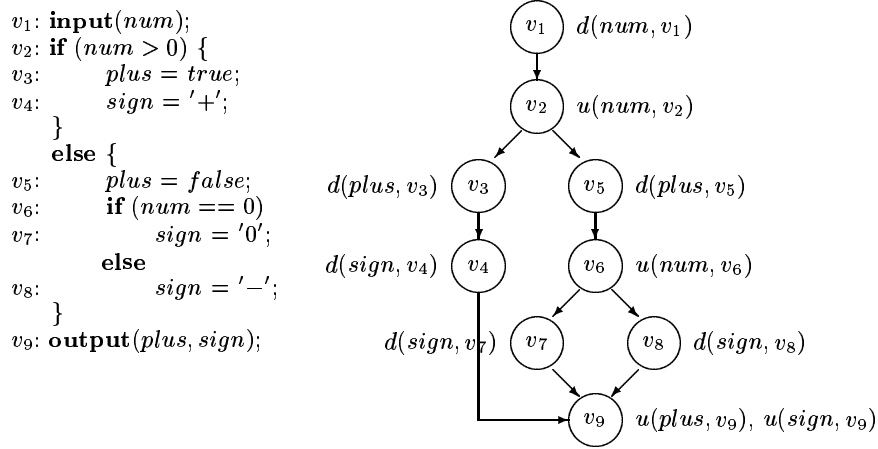 v1: input(num);
v2: if (num > 0) {
v3: plus = true;
v4: sign = '+';
}
else {
v5: plus = false;
v6: if (num == 0)
v7: sign = '0';
else
v8: sign = '−';
}
v9: output(plus, sign);
v1 d(num, v1)
v2 u(num, v2)
d(plus, v3) v3 v5 d(plus, v5)
d(sign, v4) v4 v6 u(num, v6)
d(sign, v7) v7 v8 d(sign, v8)
v9 u(plus, v9), u(sign, v9)